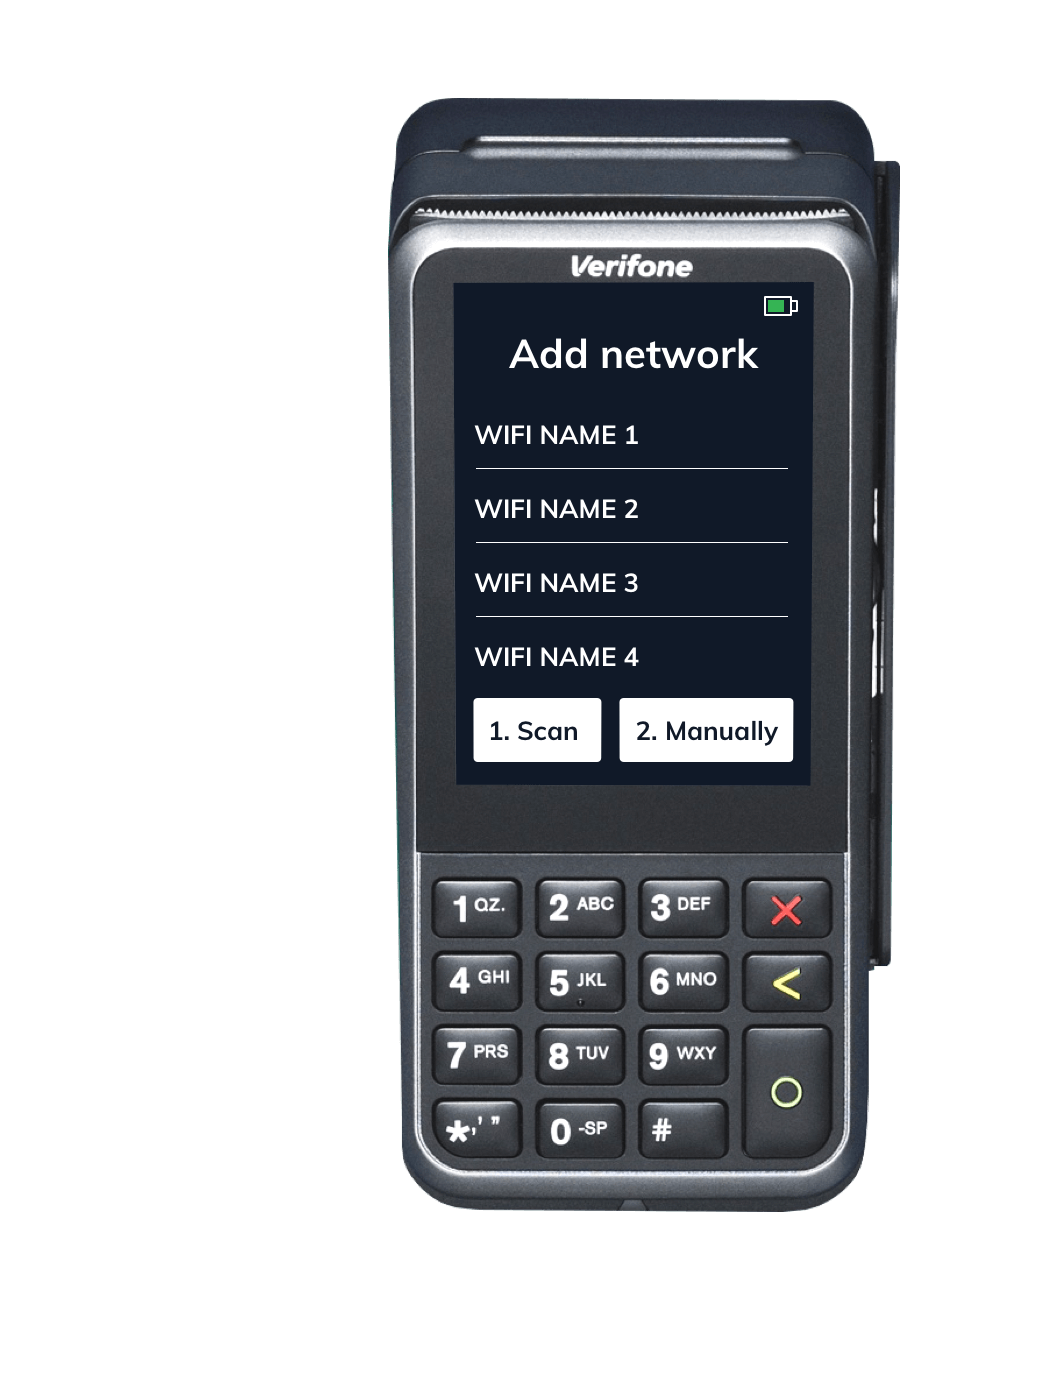 Verifone
Add network
WIFI NAME 1
WIFI NAME 2
WIFI NAME 3
WIFI NAME 4
1. Scan 2. Manually
1 QZ. 2 ABC 3 DEF
4 GHI 5 JKL 6 MNO <
7 PRS 8 TUV 9 WXY
*,' " 0 -SP #